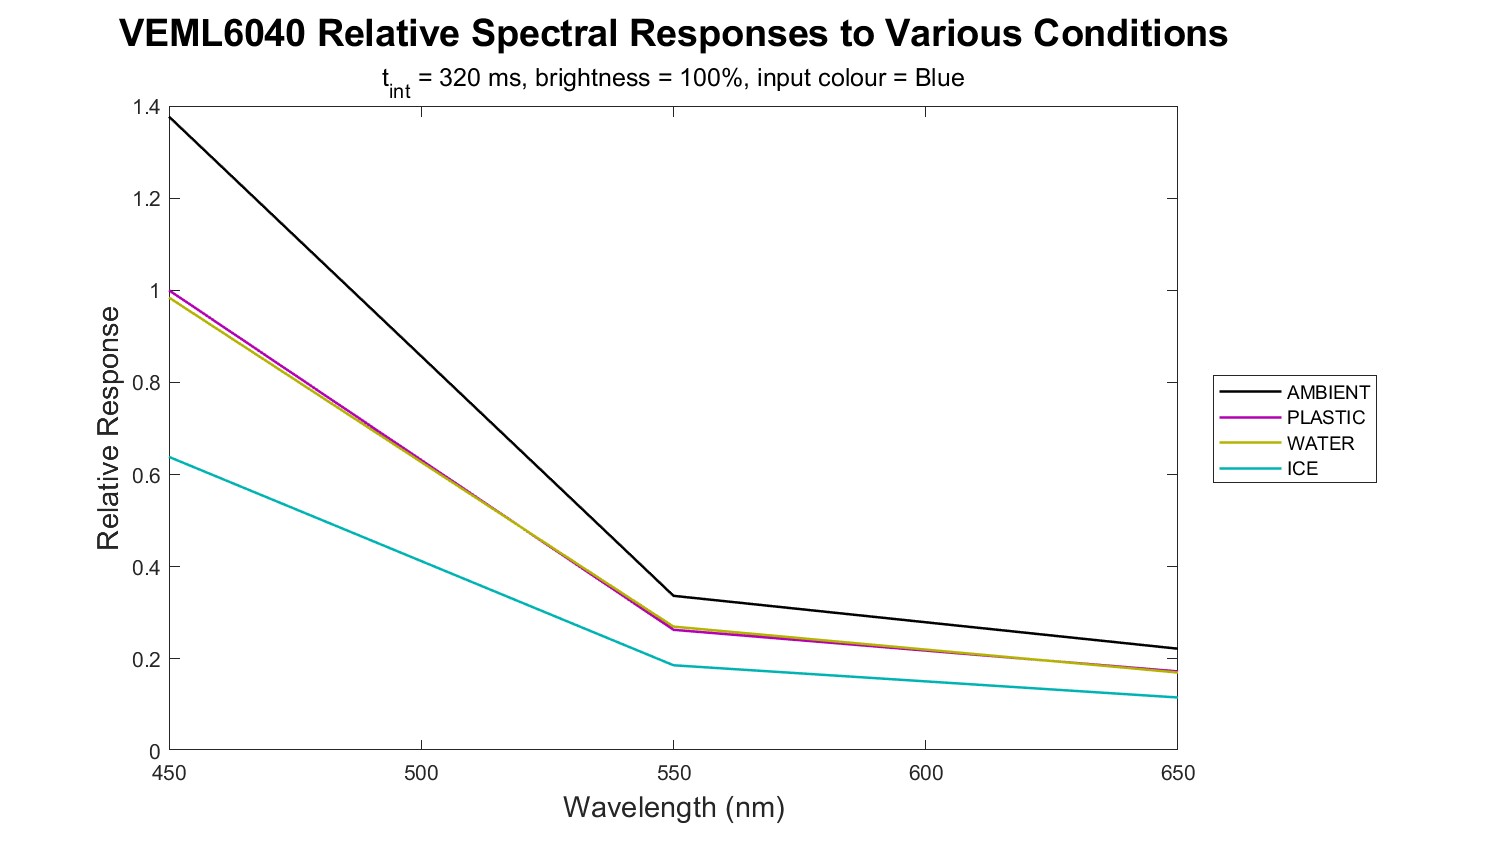 VEML6040 Relative Spectral Responses to Various Conditions
t_int = 320 ms, brightness = 100%, input colour = Blue
1.4
1.2
1
0.8
0.6
0.4
0.2
0
Relative Response
450 500 550 600 650
Wavelength (nm)
AMBIENT
PLASTIC
WATER
ICE